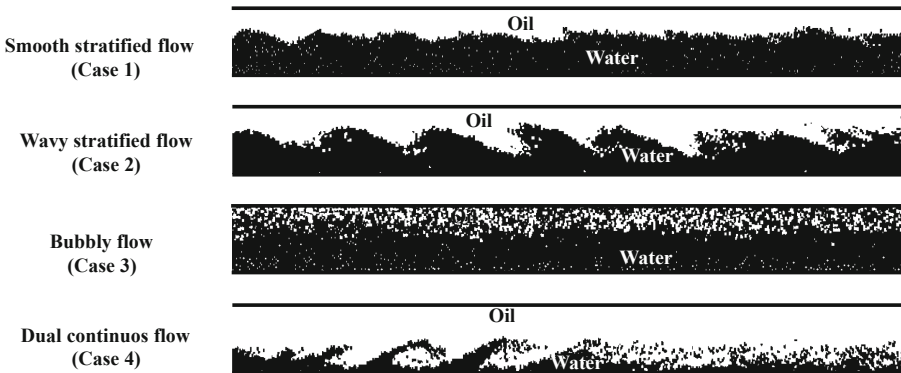 Smooth stratified flow
(Case 1)
Oil
Water
Wavy stratified flow
(Case 2)
Oil
Water
Bubbly flow
(Case 3)
Water
Dual continuos flow
(Case 4)
Oil
Water